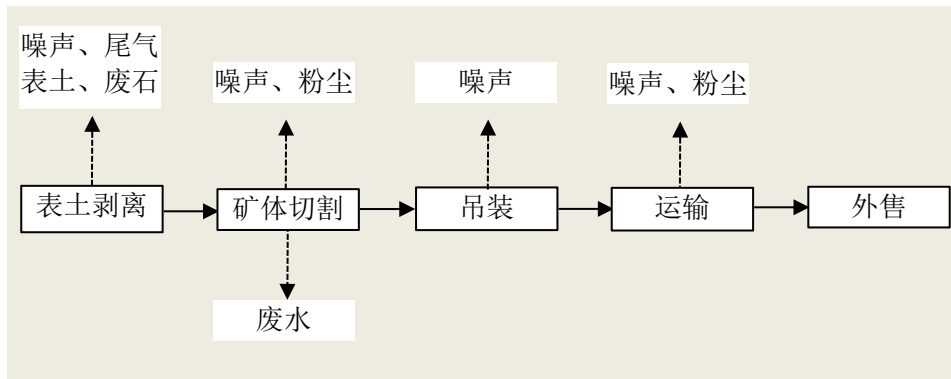 噪声、尾气
表土、废石
噪声、粉尘
噪声
噪声、粉尘
表土剥离
矿体切割
吊装
运输
外售
废水